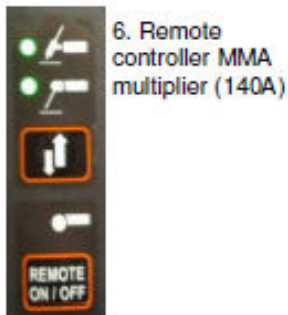 6. Remote
controller MMA
multiplier (140A)
REMOTE
ON / OFF